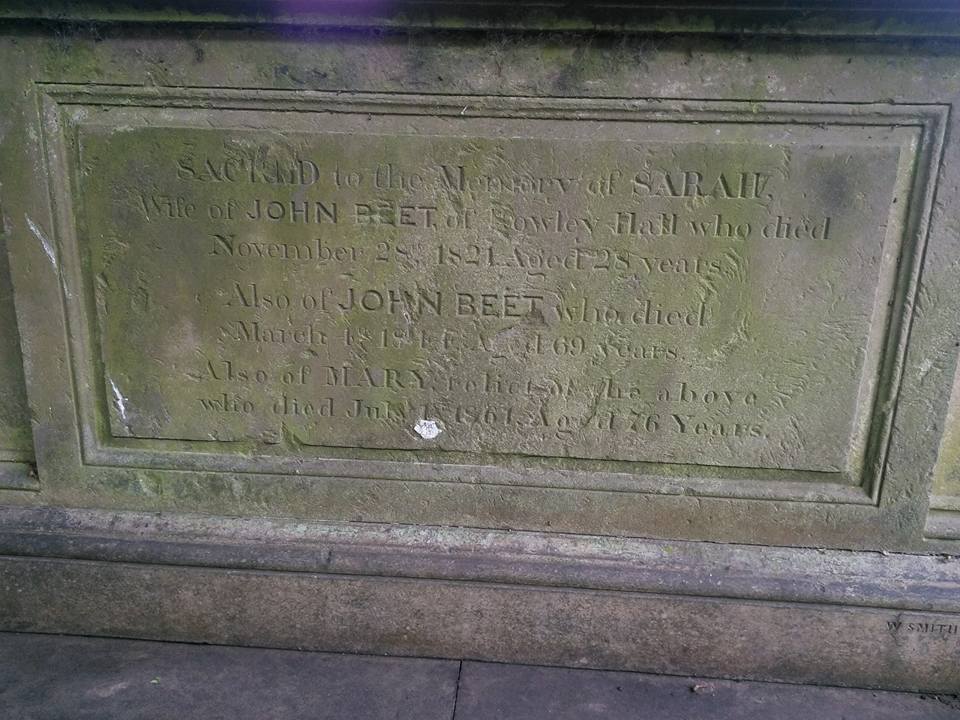 SACRED to the Memory of SARAH,
Wife of JOHN BEET, of Rowley Hall who died
November 28, 1821. Aged 28 years.
Also of JOHN BEET who died
March Aged 69 years.
Also of MARY, relict of the above
who died July 1861. Aged 76 Years.
W SMITH